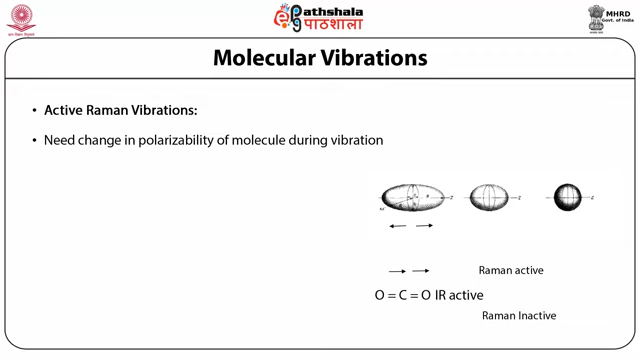 Pathshala
पाठशाला
MHRD
Govt. of India
Molecular Vibrations
• Active Raman Vibrations:
• Need change in polarizability of molecule during vibration
Raman active
O = C = O IR active
Raman Inactive